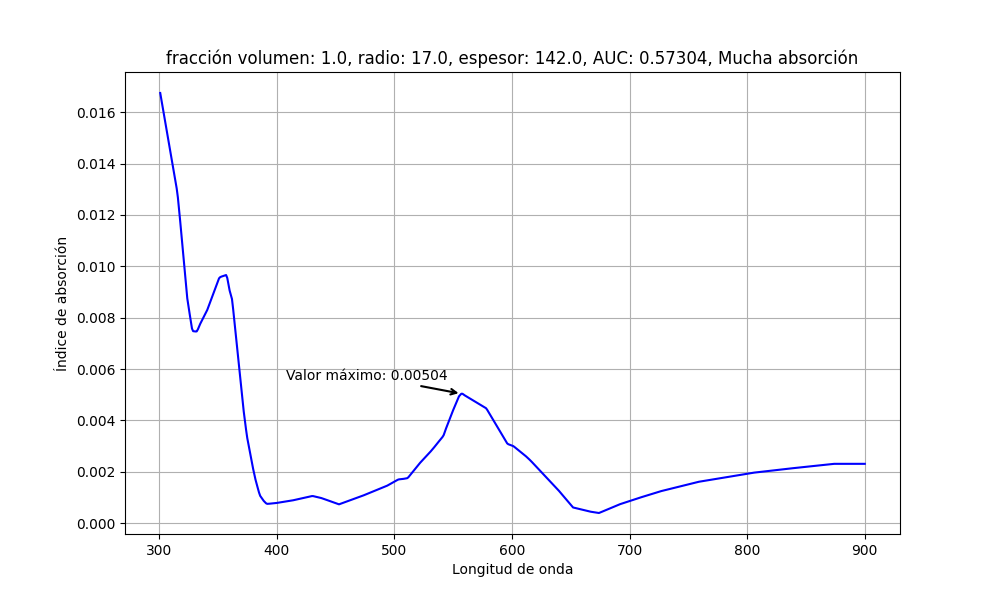 fracción volumen: 1.0, radio: 17.0, espesor: 142.0, AUC: 0.57304, Mucha absorción
Índice de absorción
0.016
0.014
0.012
0.010
0.008
0.006
0.004
0.002
0.000
Valor máximo: 0.00504
300 400 500 600 700 800 900
Longitud de onda